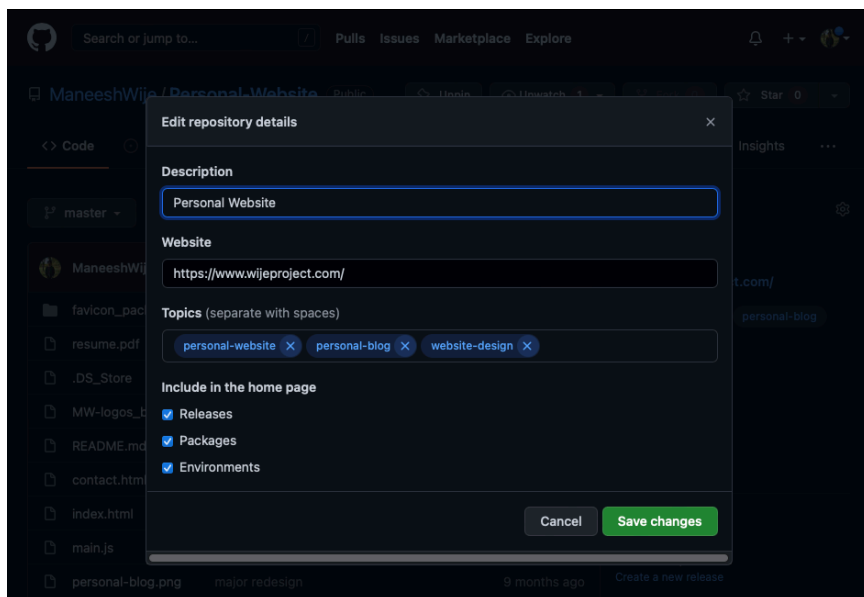 Search or jump to... / Pulls Issues Marketplace Explore
ManeeshWije / Personal-Website Public Unpin Unwatch 1 Star 0
Edit repository details
<> Code Insights ...
Description
Personal Website
master
Website
https://www.wijeproject.com/
ManeeshWij
t.com/
favicon_pac
Topics (separate with spaces)
personal-blog
resume.pdf
personal-website personal-blog website-design
.DS_Store
Include in the home page
MW-logos_b
Releases
README.md
Packages
contact.html
Environments
index.html
Cancel Save changes
main.js
personal-blog.png major redesign 9 months ago Create a new release